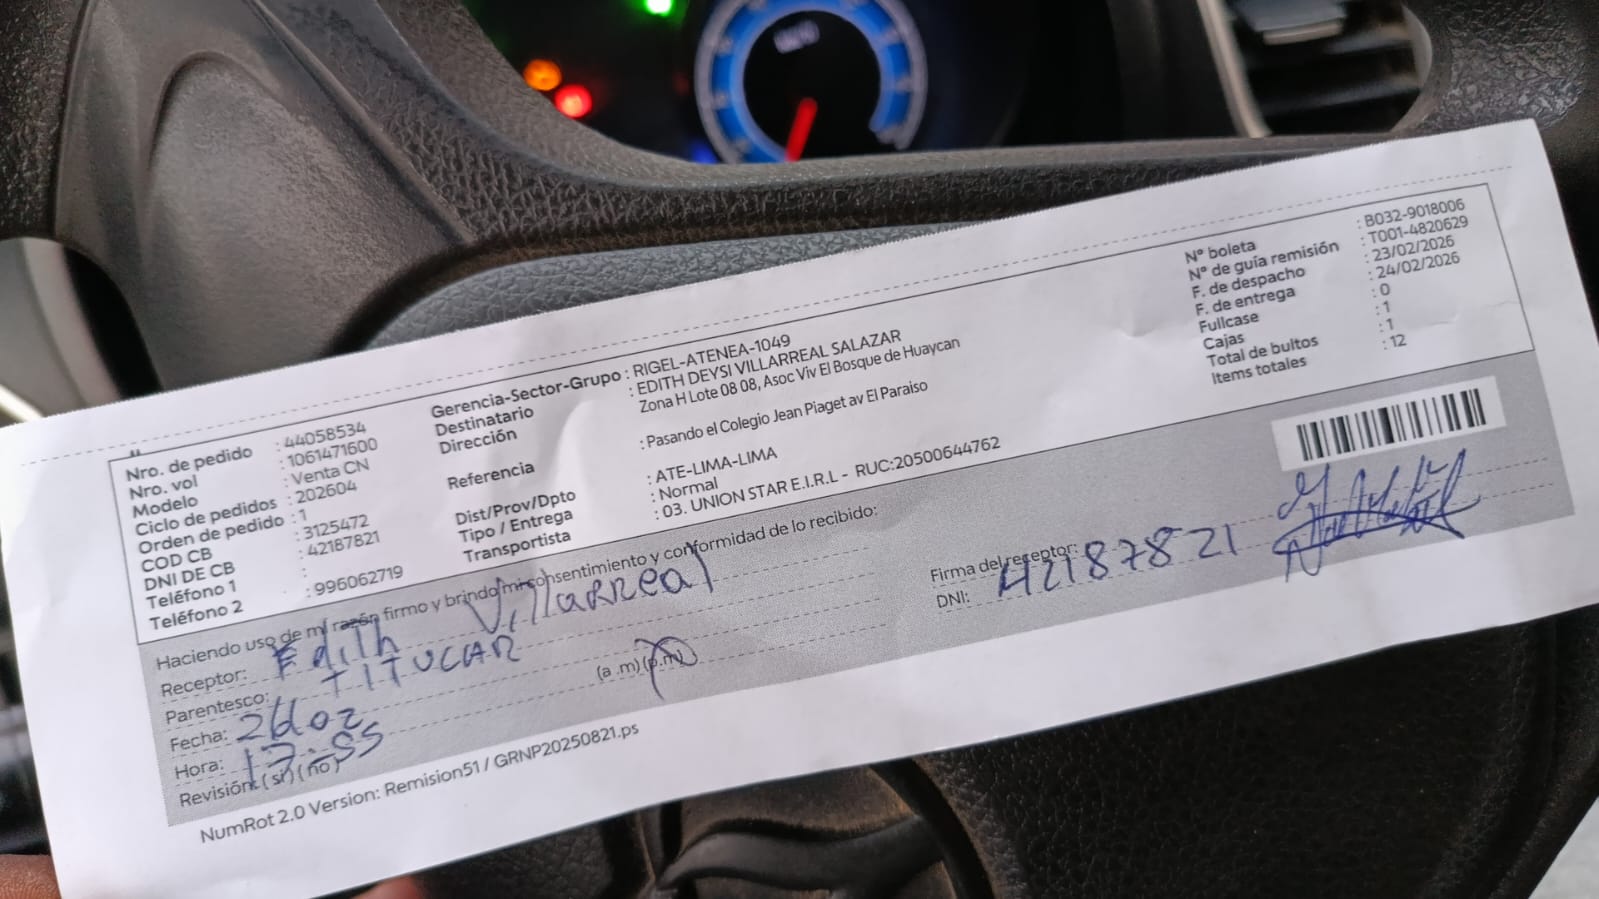 Nro. de pedido : 44058534
Nro. vol : 1061471600
Modelo : Venta CN
Ciclo de pedidos : 202604
Orden de pedido : 1
COD CB : 3125472
DNI DE CB : 42187821
Teléfono 1
Teléfono 2 : 996062719
Gerencia-Sector-Grupo : RIGEL-ATENEA-1049
Destinatario : EDITH DEYSI VILLARREAL SALAZAR
Dirección Zona H Lote 08 08, Asoc Viv El Bosque de Huaycan
Referencia : Pasando el Colegio Jean Piaget av El Paraiso
Dist/Prov/Dpto : ATE-LIMA-LIMA
Tipo / Entrega : Normal
Transportista : 03. UNION STAR E.I.R.L - RUC:20500644762
N° boleta : B032-9018006
N° de guía remisión : T001-4820629
F. de despacho : 23/02/2026
F. de entrega : 24/02/2026
Fullcase : 0
Cajas : 1
Total de bultos : 1
Items totales : 12
Haciendo uso de mi razón firmo y brindo mi consentimiento y conformidad de lo recibido:
Receptor: Edith Villarreal
Parentesco: TITULAR
Fecha: 26/02
Hora: 17:55 (a .m) (p.m)
Revisión: (si) (no)
Firma del receptor:
DNI: 42187821
NumRot 2.0 Version: Remision51 / GRNP20250821.ps